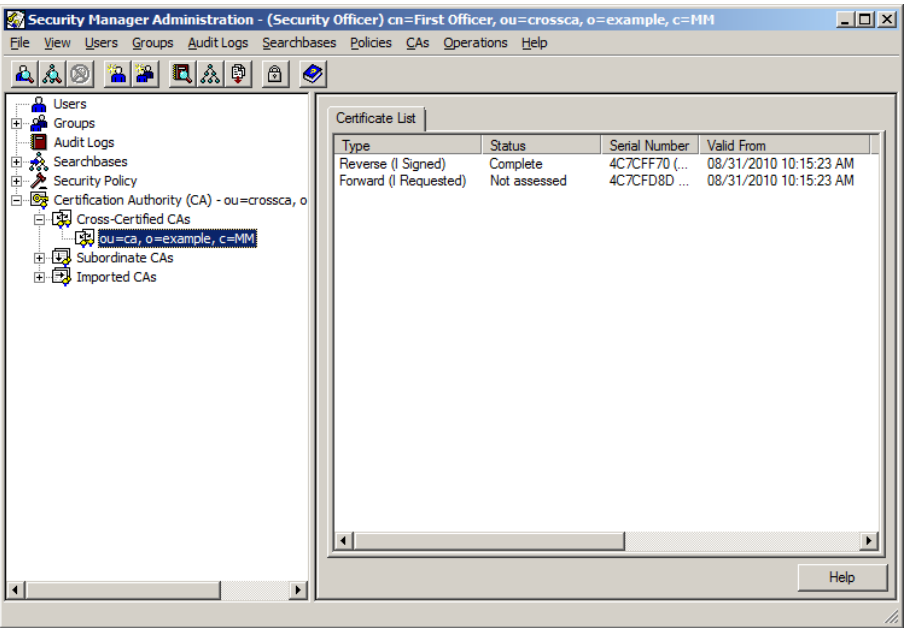 Security Manager Administration - (Security Officer) cn=First Officer, ou=crossca, o=example, c=MM
File View Users Groups Audit Logs Searchbases Policies CAs Operations Help
Users
Groups
Audit Logs
Searchbases
Security Policy
Certification Authority (CA) - ou=crossca, o
Cross-Certified CAs
ou=ca, o=example, c=MM
Subordinate CAs
Imported CAs
Certificate List
Type Status Serial Number Valid From
Reverse (I Signed) Complete 4C7CFF70 (... 08/31/2010 10:15:23 AM
Forward (I Requested) Not assessed 4C7CFD8D ... 08/31/2010 10:15:23 AM
Help